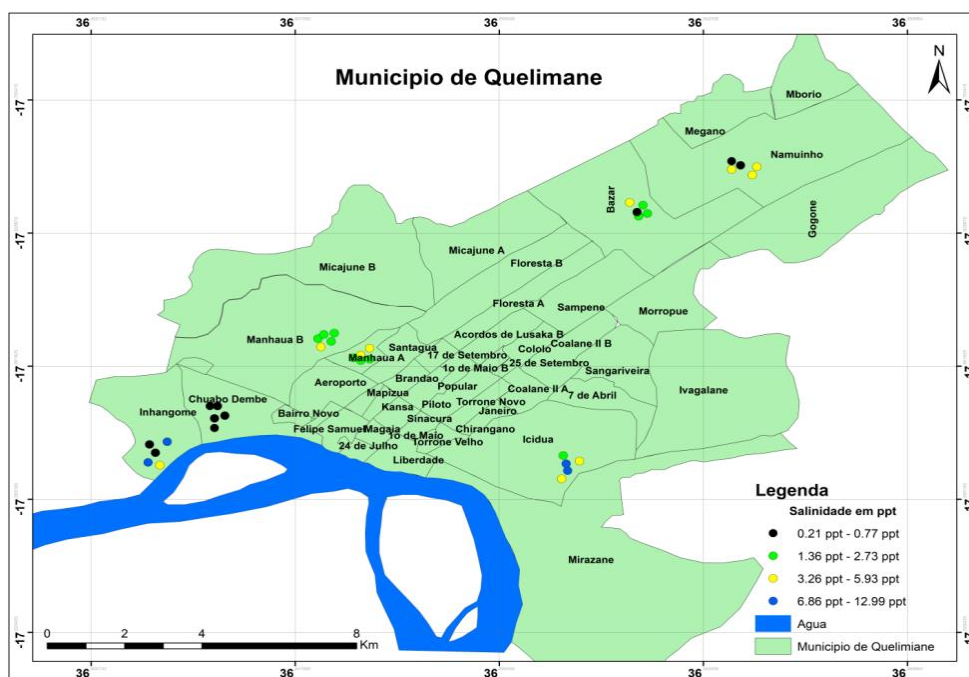 36 36 36 36 36
Municipio de Quelimane
N
Mborio
-17 -17
Megano
Namuinho
Bazar
Gogone
-17 -17
Micajune A
Micajune B
Floresta B
Floresta A
Sampene
Morropue
Manhaua B
Acordos de Lusaka B
Santagua
Cololo
Coalane II B
Manhaua A
17 de Setembro
25 de Setembro
-17 -17
1o de Maio B
Sangariveira
Aeroporto
Brandao
Popular
Mapizua
Coalane II A
7 de Abril
Ivagalane
Chuabo Dembe
Inhangome
Kansa
Piloto
Torrone Novo
Janeiro
Bairro Novo
Sinacura
Felipe Samuel
Magaja
Chirangano
1o de Maio
24 de Julho
Torrone Velho
Icidua
Liberdade
-17 -17
Legenda
Salinidade em ppt
0.21 ppt - 0.77 ppt
1.36 ppt - 2.73 ppt
Mirazane
3.26 ppt - 5.93 ppt
6.86 ppt - 12.99 ppt
Agua
Municipio de Quelimiane
-17 -17
0 2 4 8
Km
36 36 36 36 36